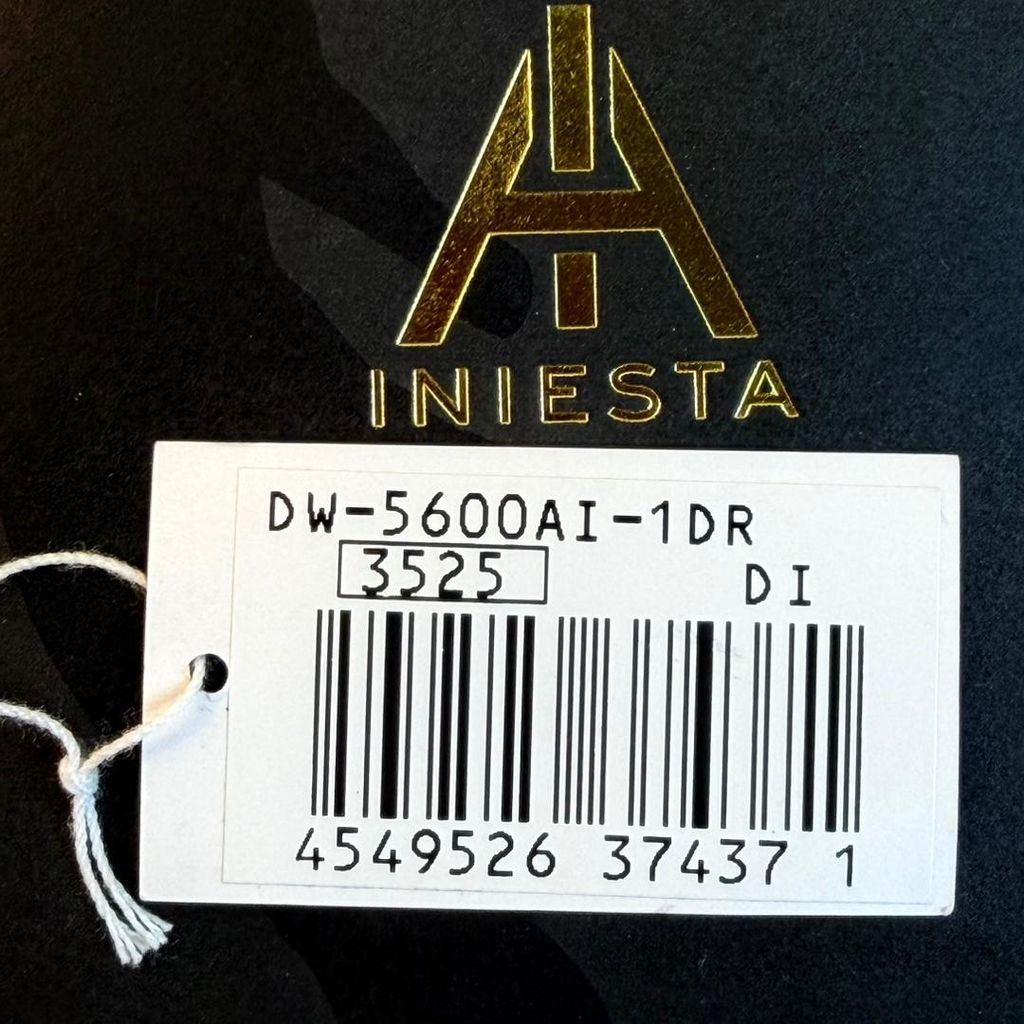 INIESTA
DW-5600AI-1DR
3525 DI
4549526 37437 1